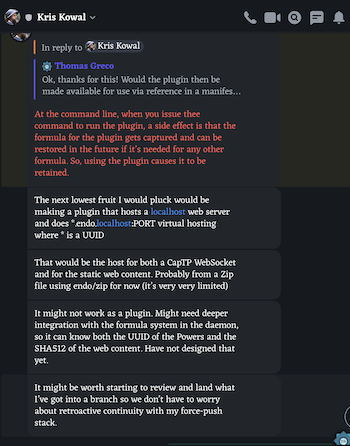 Kris Kowal
In reply to Kris Kowal
Thomas Greco
Ok, thanks for this! Would the plugin then be
made available for use via reference in a manifes...
At the command line, when you issue thee
command to run the plugin, a side effect is that the
formula for the plugin gets captured and can be
restored in the future if it's needed for any other
formula. So, using the plugin causes it to be
retained.
The next lowest fruit I would pluck would be
making a plugin that hosts a localhost web server
and does *.endo.localhost:PORT virtual hosting
where * is a UUID
That would be the host for both a CapTP WebSocket
and for the static web content. Probably from a Zip
file using endo/zip for now (it's very very limited)
It might not work as a plugin. Might need deeper
integration with the formula system in the daemon,
so it can know both the UUID of the Powers and the
SHA512 of the web content. Have not designed that
yet.
It might be worth starting to review and land what
I've got into a branch so we don't have to worry
about retroactive continuity with my force-push
stack.